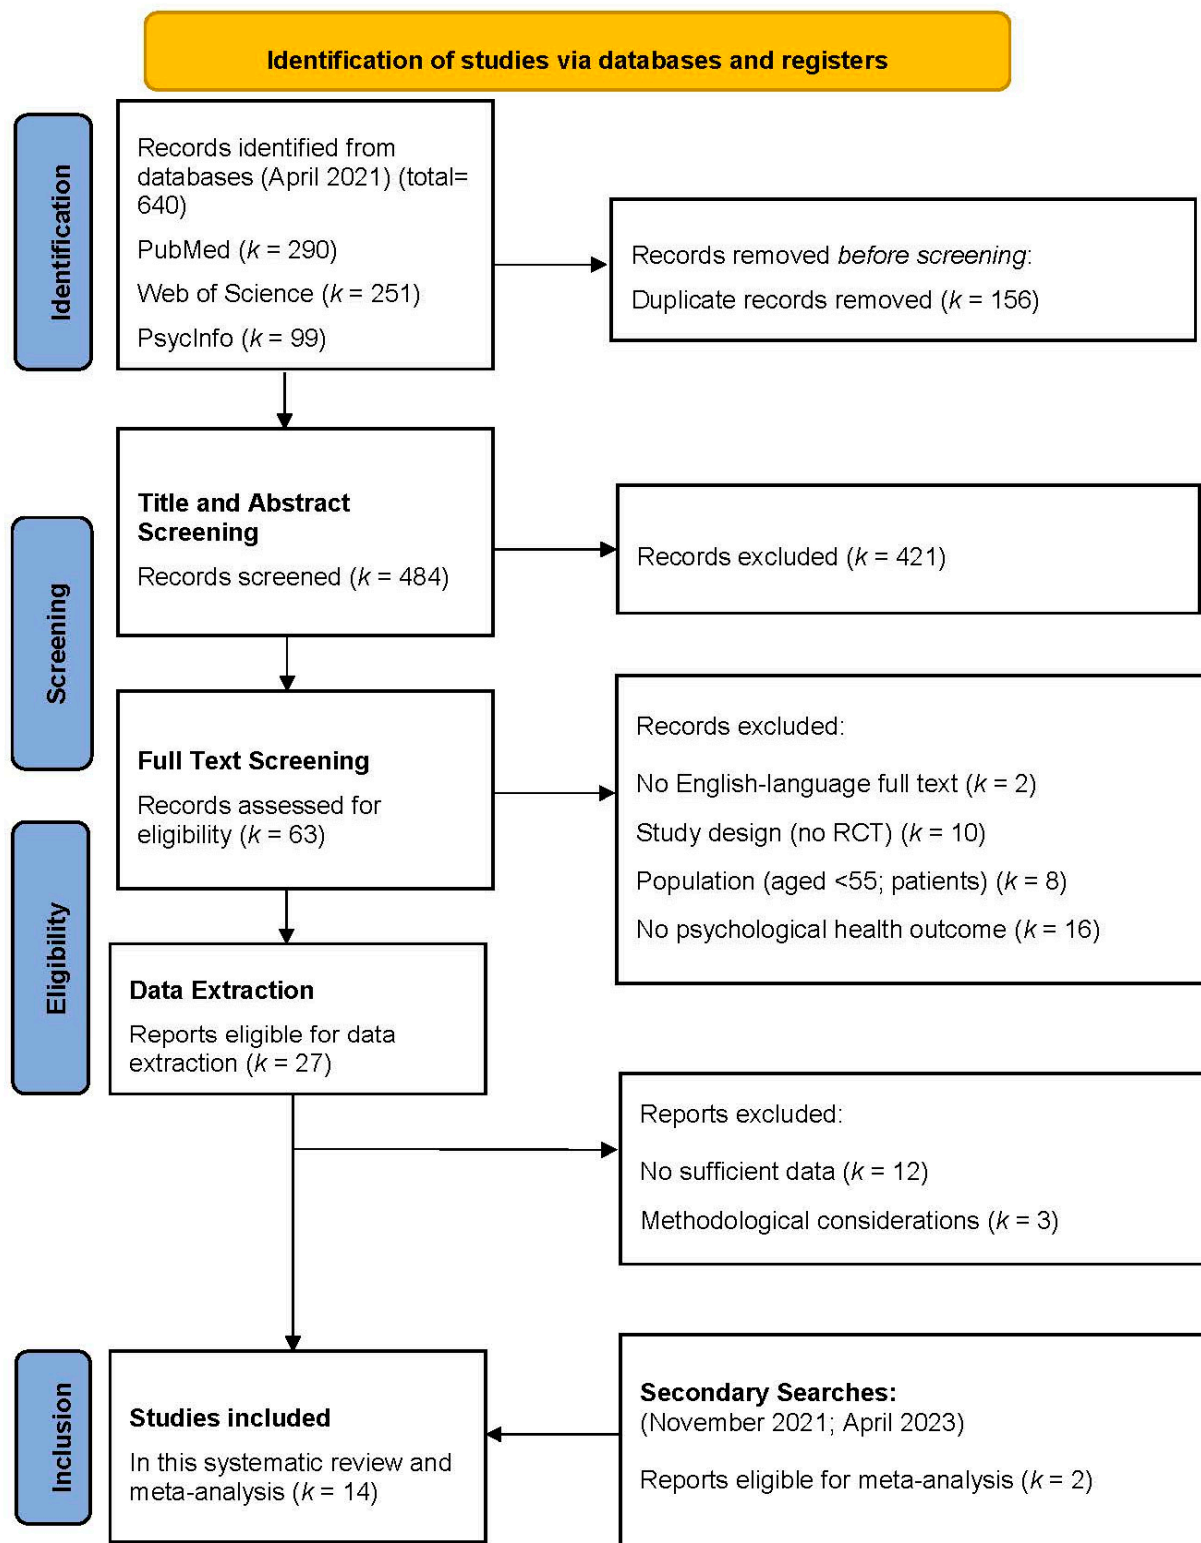 Identification of studies via databases and registers
Identification
Records identified from
databases (April 2021) (total=
640)
PubMed (k = 290)
Web of Science (k = 251)
PsycInfo (k = 99)
Records removed before screening:
Duplicate records removed (k = 156)
Screening
Title and Abstract
Screening
Records screened (k = 484)
Records excluded (k = 421)
Full Text Screening
Records assessed for
eligibility (k = 63)
Records excluded:
No English-language full text (k = 2)
Study design (no RCT) (k = 10)
Population (aged <55; patients) (k = 8)
No psychological health outcome (k = 16)
Eligibility
Data Extraction
Reports eligible for data
extraction (k = 27)
Reports excluded:
No sufficient data (k = 12)
Methodological considerations (k = 3)
Inclusion
Studies included
In this systematic review and
meta-analysis (k = 14)
Secondary Searches:
(November 2021; April 2023)
Reports eligible for meta-analysis (k = 2)